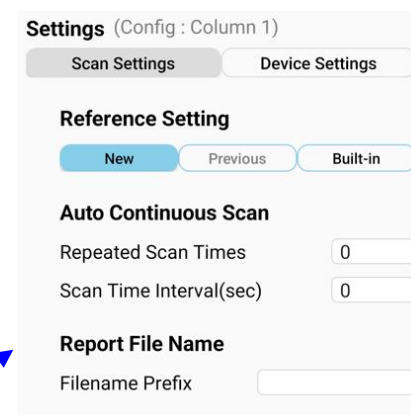 Settings (Config : Column 1)
Scan Settings Device Settings
Reference Setting
New Previous Built-in
Auto Continuous Scan
Repeated Scan Times 0
Scan Time Interval(sec) 0
Report File Name
Filename Prefix